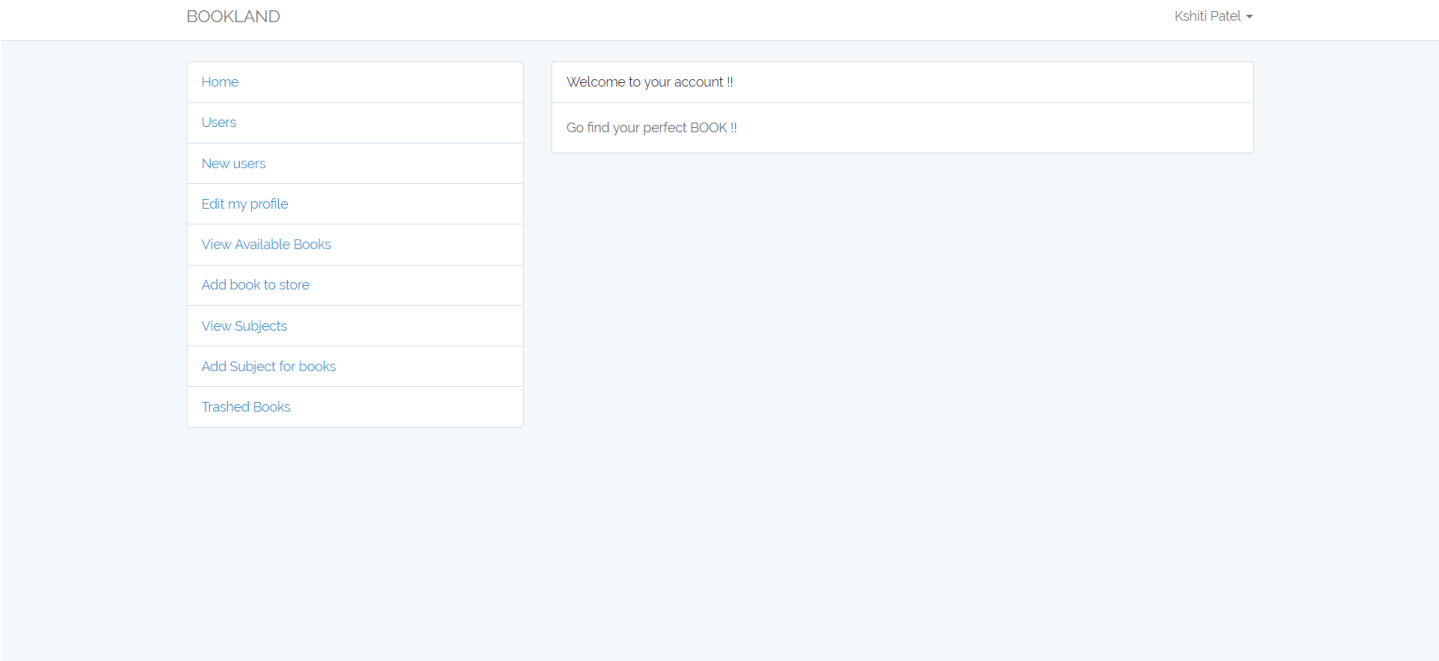 BOOKLAND
Kshiti Patel
Home
Users
New users
Edit my profile
View Available Books
Add book to store
View Subjects
Add Subject for books
Trashed Books
Welcome to your account !!
Go find your perfect BOOK !!